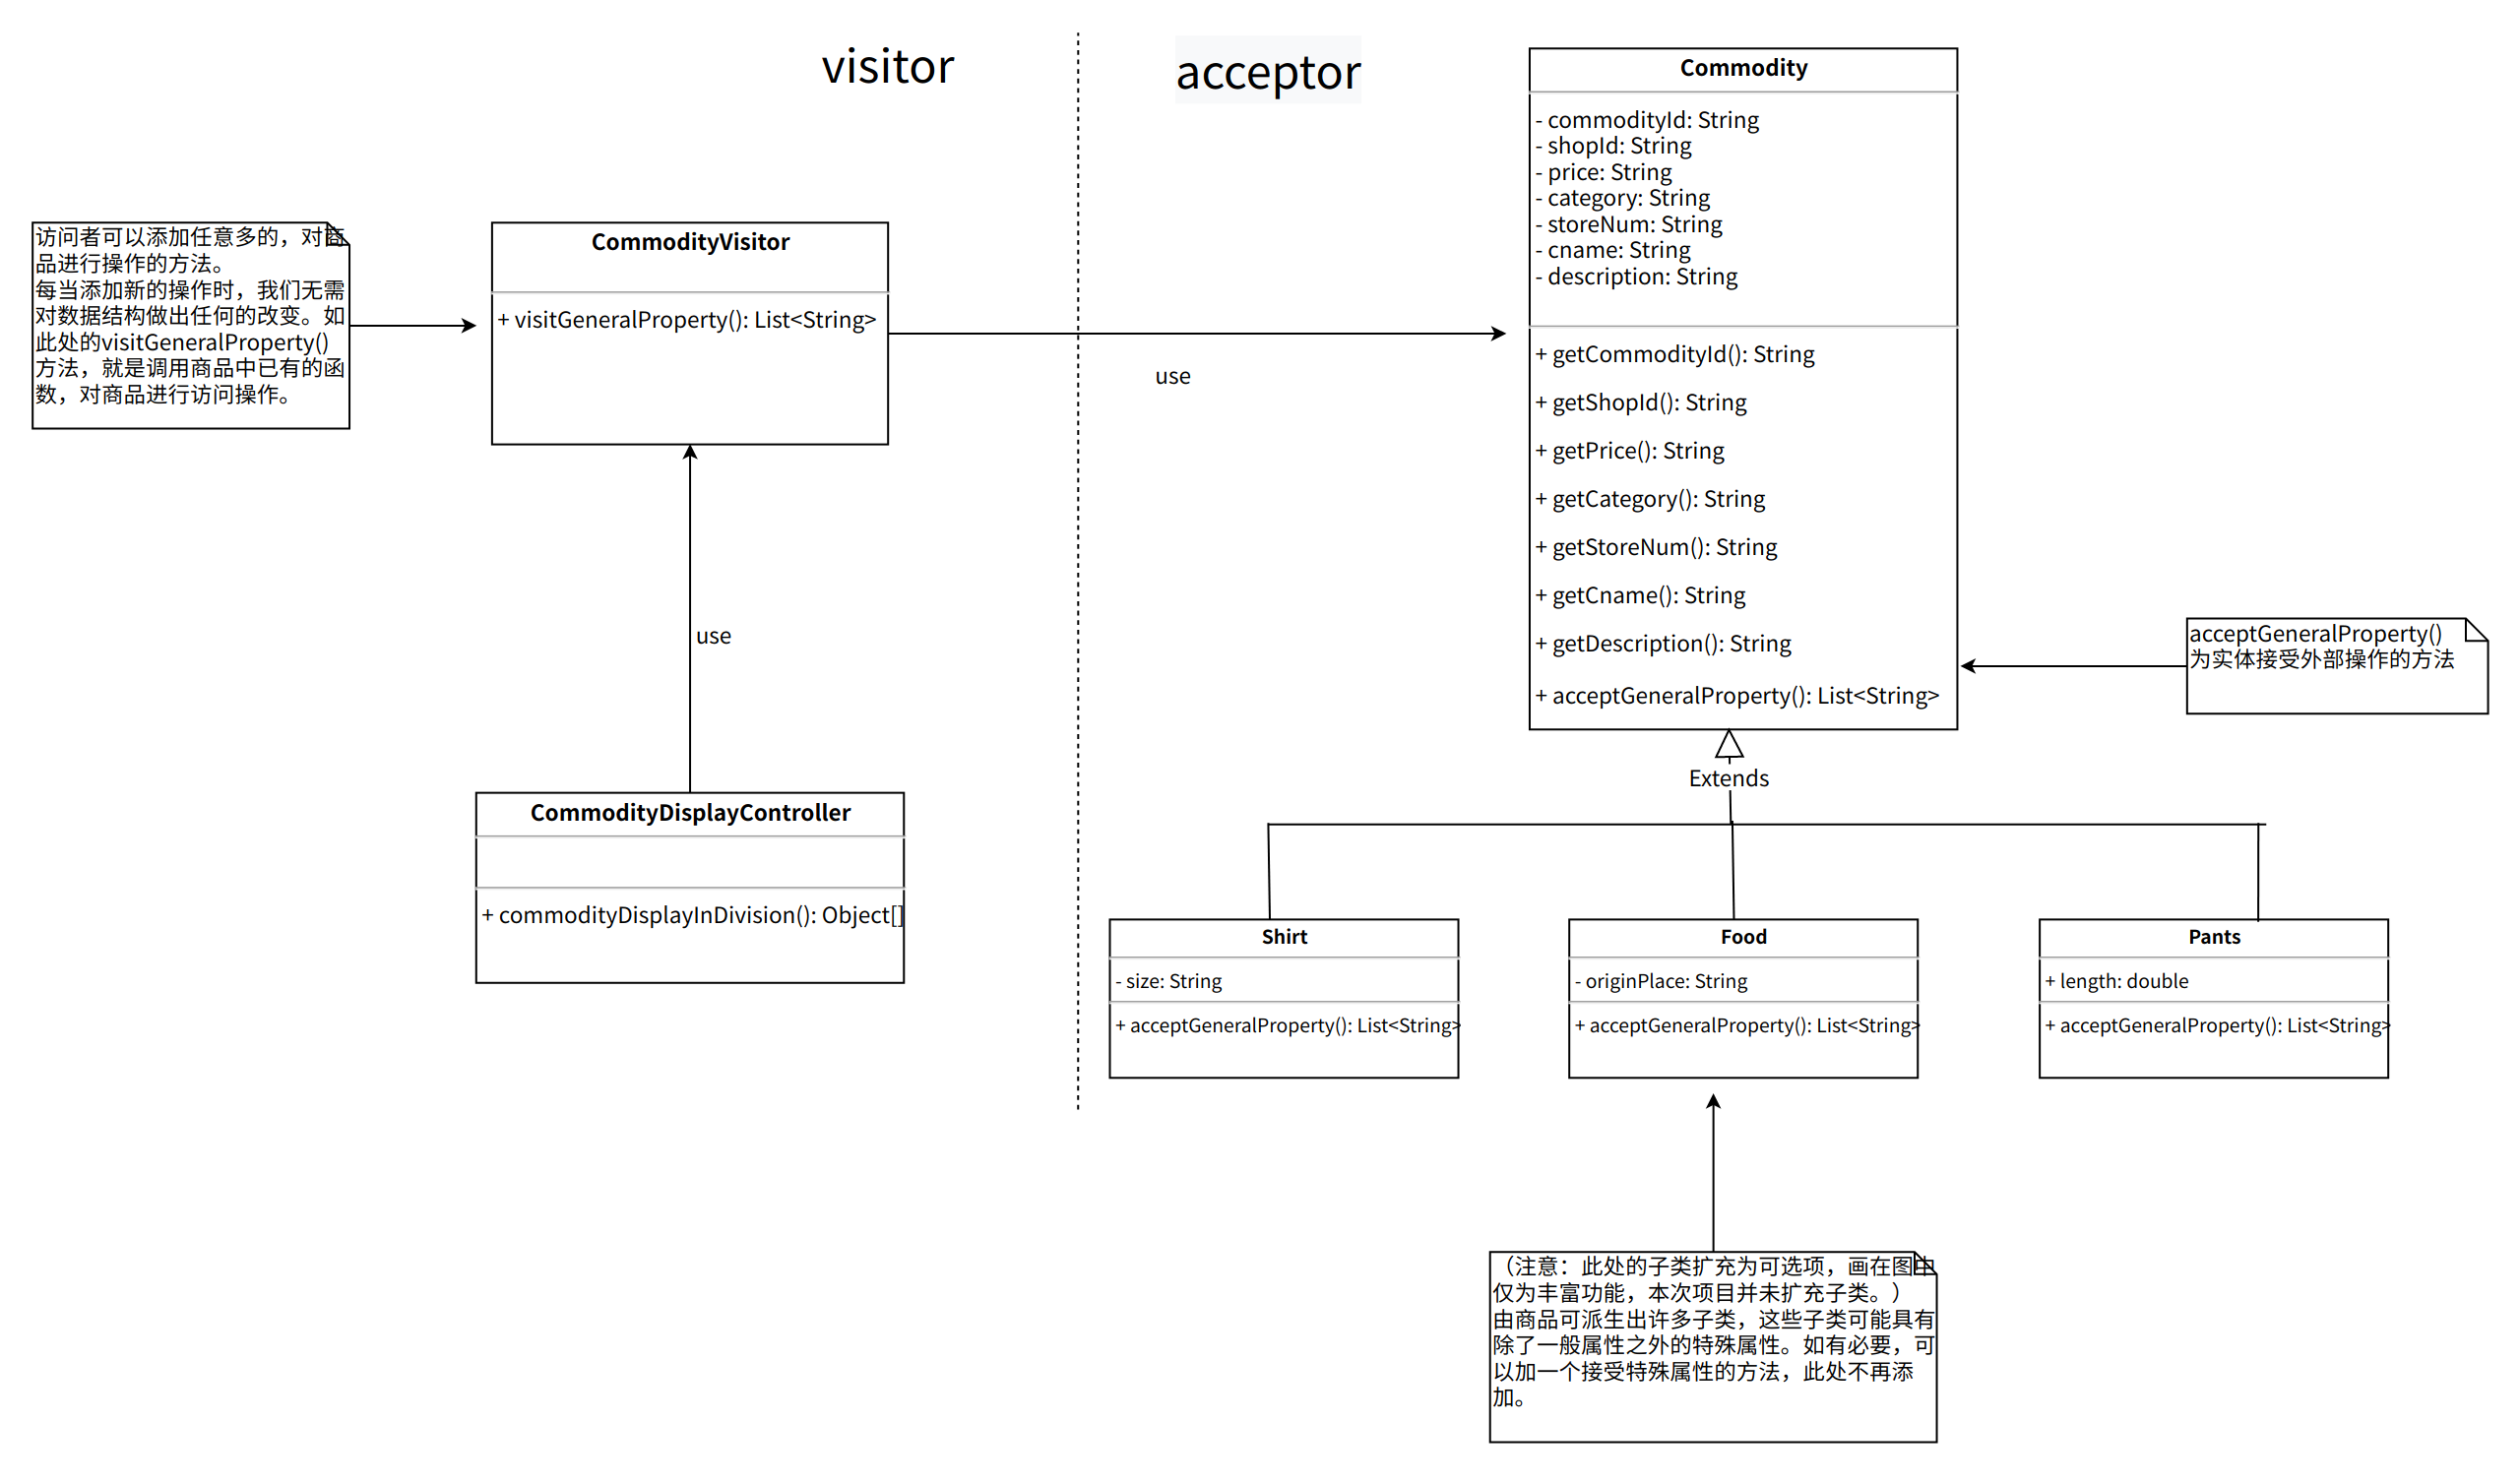 visitor
acceptor
Commodity
- commodityId: String
- shopId: String
- price: String
- category: String
- storeNum: String
- cname: String
- description: String
+ getCommodityId(): String
+ getShopId(): String
+ getPrice(): String
+ getCategory(): String
+ getStoreNum(): String
+ getCname(): String
+ getDescription(): String
+ acceptGeneralProperty(): List<String>
访问者可以添加任意多的，对商
品进行操作的方法。
每当添加新的操作时，我们无需
对数据结构做出任何的改变。如
此处的visitGeneralProperty()
方法，就是调用商品中已有的函
数，对商品进行访问操作。
CommodityVisitor
+ visitGeneralProperty(): List<String>
use
use
acceptGeneralProperty()
为实体接受外部操作的方法
Extends
CommodityDisplayController
+ commodityDisplayInDivision(): Object[]
Shirt
- size: String
+ acceptGeneralProperty(): List<String>
Food
- originPlace: String
+ acceptGeneralProperty(): List<String>
Pants
+ length: double
+ acceptGeneralProperty(): List<String>
（注意：此处的子类扩充为可选项，画在图中
仅为丰富功能，本次项目并未扩充子类。）
由商品可派生出许多子类，这些子类可能具有
除了一般属性之外的特殊属性。如有必要，可
以加一个接受特殊属性的方法，此处不再添
加。